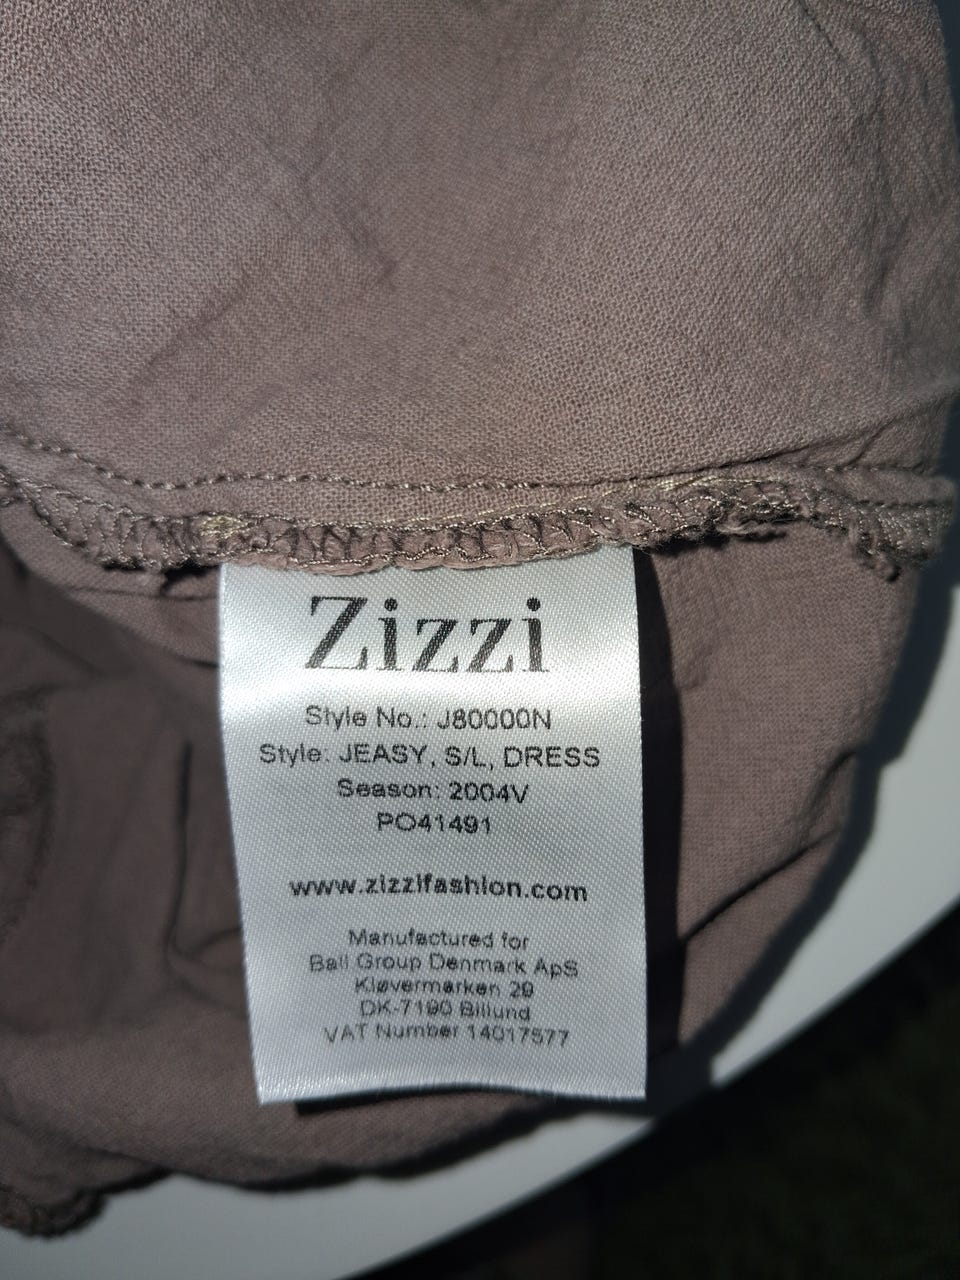 Zizzi
Style No.: J80000N
Style: JEASY, S/L, DRESS
Season: 2004V
PO41491
www.zizzifashion.com
Manufactured for
Ball Group Denmark ApS
Kløvermarken 29
DK-7190 Billund
VAT Number 14017577